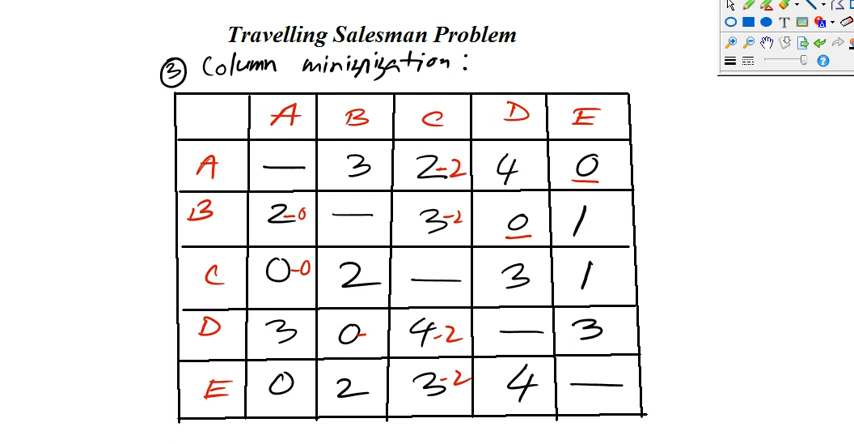 Travelling Salesman Problem
③ Column minimization :
A B C D E
A — 3 2-2 4 0
B 2-0 — 3-2 0 1
C 0-0 2 — 3 1
D 3 0- 4-2 — 3
E 0 2 3-2 4 —
T
A
?